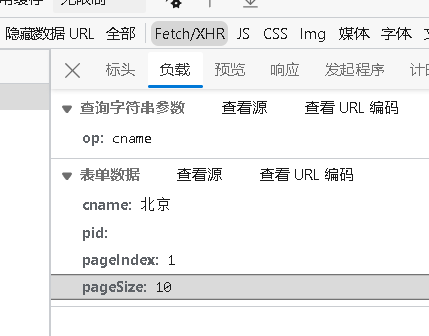 隐藏数据 URL 全部 Fetch/XHR JS CSS Img 媒体 字体
标头 负载 预览 响应 发起程序
查询字符串参数 查看源 查看 URL 编码
op: cname
表单数据 查看源 查看 URL 编码
cname: 北京
pid:
pageIndex: 1
pageSize: 10